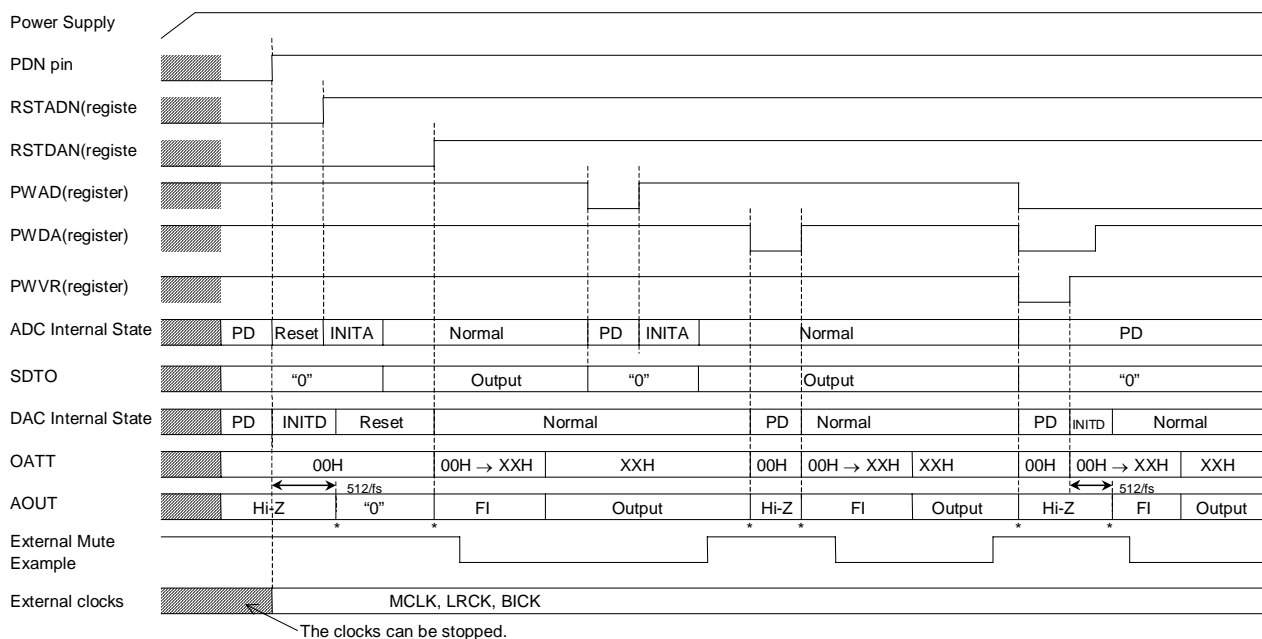 Power Supply
PDN pin
RSTADN(registe
RSTDAN(registe
PWAD(register)
PWDA(register)
PWVR(register)
ADC Internal State PD Reset INITA Normal PD INITA Normal PD
SDTO “0” Output “0” Output “0”
DAC Internal State PD INITD Reset Normal PD Normal PD INITD Normal
OATT 00H 00H → XXH XXH 00H 00H → XXH XXH 00H 00H → XXH XXH
512/fs 512/fs
AOUT Hi-Z “0” FI Output Hi-Z FI Output Hi-Z FI Output
* * * * * *
External Mute
Example
External clocks MCLK, LRCK, BICK
The clocks can be stopped.